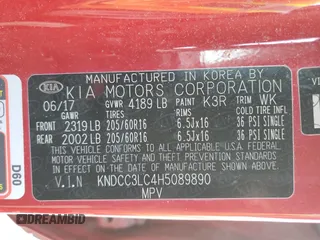 MANUFACTURED IN KOREA BY
KIA KIA MOTORS CORPORATION
06/17 GVWR 4189 LB PAINT K3R TRIM WK
GAWR TIRES RIMS COLD TIRE INFL
FRONT 2319LB 205/60R16 6.5JX16 36 PSI SINGLE
REAR 2002LB 205/60R16 6.5JX16 36 PSI SINGLE
THIS VEHICLE CONFORMS TO ALL APPLICABLE U.S.A. FEDERAL
MOTOR VEHICLE SAFETY, BUMPER, AND THEFT PREVENTION
STANDARDS IN EFFECT ON THE DATE OF MANUFACTURE SHOWN ABOVE.
V.I.N KNDCC3LC4H5089890
MPV
D60
DREAMBID.COM